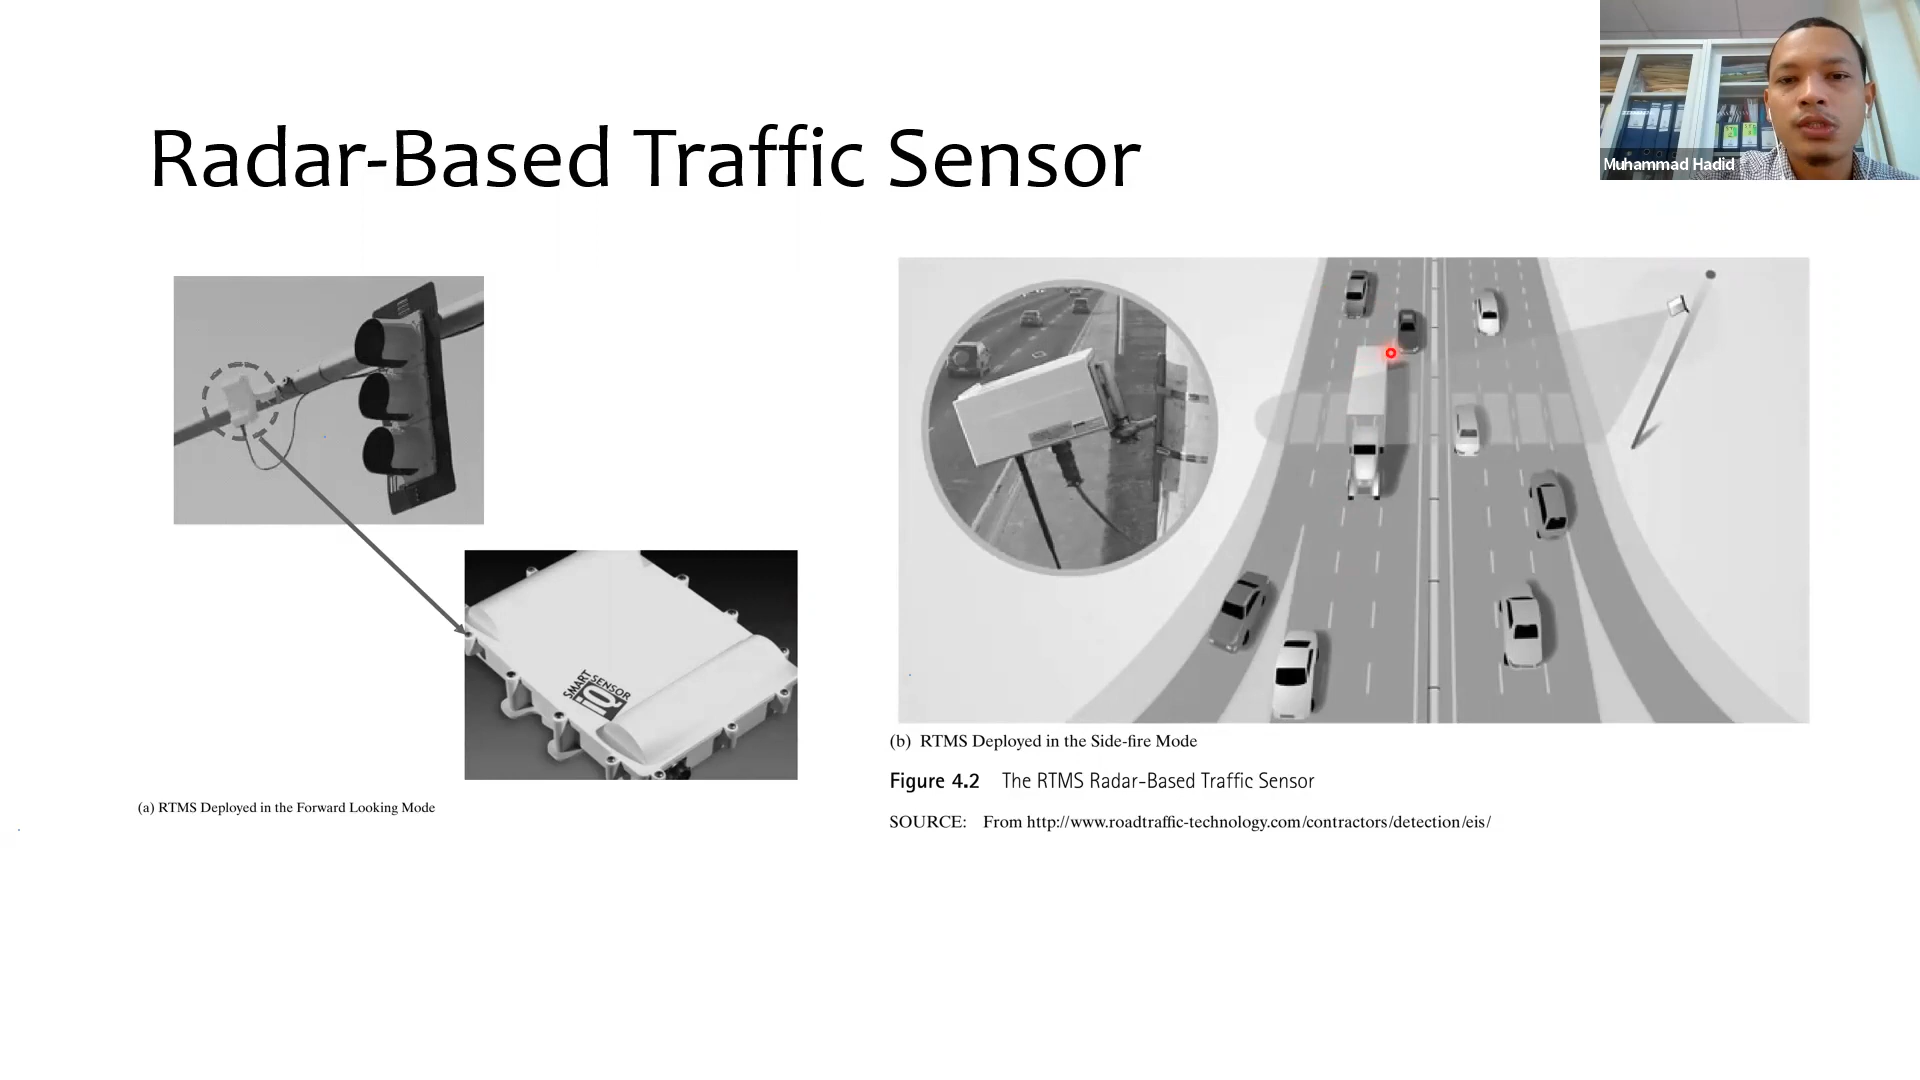 Muhammad Hadid
Radar-Based Traffic Sensor
SMART SENSOR
iQ
(a) RTMS Deployed in the Forward Looking Mode
(b) RTMS Deployed in the Side-fire Mode
Figure 4.2 The RTMS Radar-Based Traffic Sensor
SOURCE: From http://www.roadtraffic-technology.com/contractors/detection/eis/